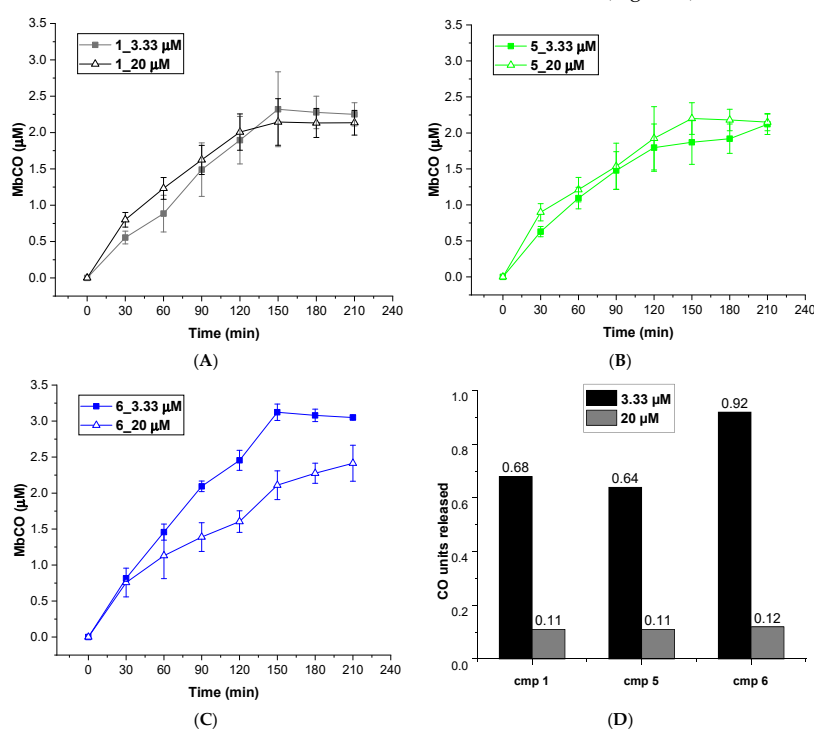 3.5
3.0
2.5
2.0
1.5
1.0
0.5
0.0
MbCO (μM)
1_3.33 μM
1_20 μM
0 30 60 90 120 150 180 210 240
Time (min)
(A)
3.5
3.0
2.5
2.0
1.5
1.0
0.5
0.0
MbCO (μM)
5_3.33 μM
5_20 μM
0 30 60 90 120 150 180 210 240
Time (min)
(B)
3.5
3.0
2.5
2.0
1.5
1.0
0.5
0.0
MbCO (μM)
6_3.33 μM
6_20 μM
0 30 60 90 120 150 180 210 240
Time (min)
(C)
1.0
0.8
0.6
0.4
0.2
0.0
CO units released
3.33 μM
20 μM
0.68
0.11
0.64
0.11
0.92
0.12
cmp 1 cmp 5 cmp 6
(D)